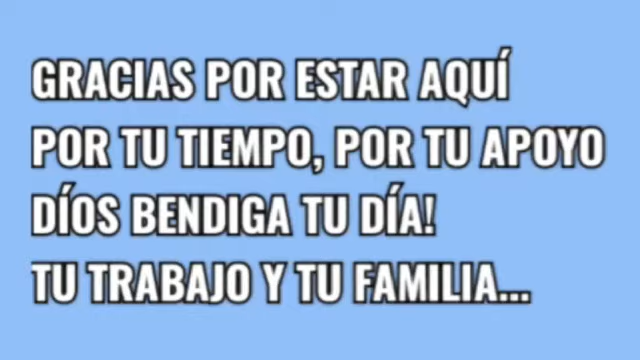 GRACIAS POR ESTAR AQUÍ
POR TU TIEMPO, POR TU APOYO
DÍOS BENDIGA TU DÍA!
TU TRABAJO Y TU FAMILIA...